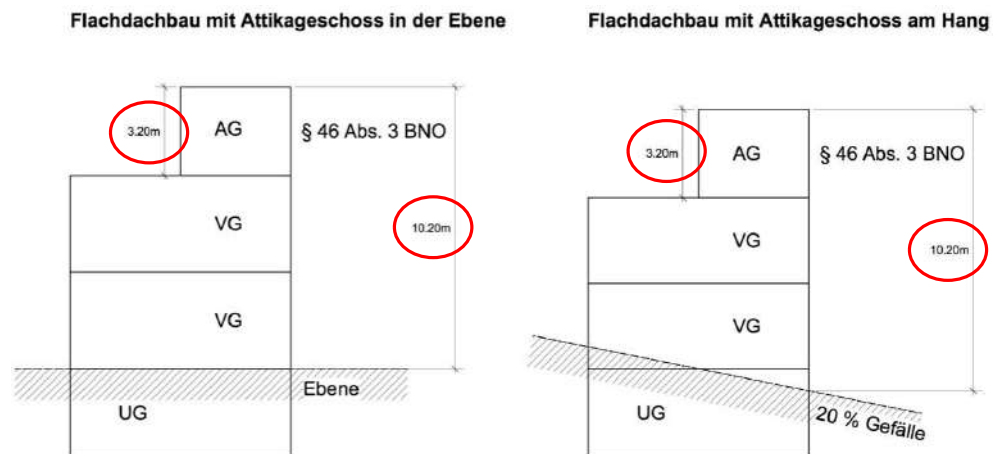 Flachdachbau mit Attikageschoss in der Ebene
3.20m
AG
§ 46 Abs. 3 BNO
VG
10.20m
VG
Ebene
UG
Flachdachbau mit Attikageschoss am Hang
3.20m
AG
§ 46 Abs. 3 BNO
VG
10.20m
VG
UG
20 % Gefälle